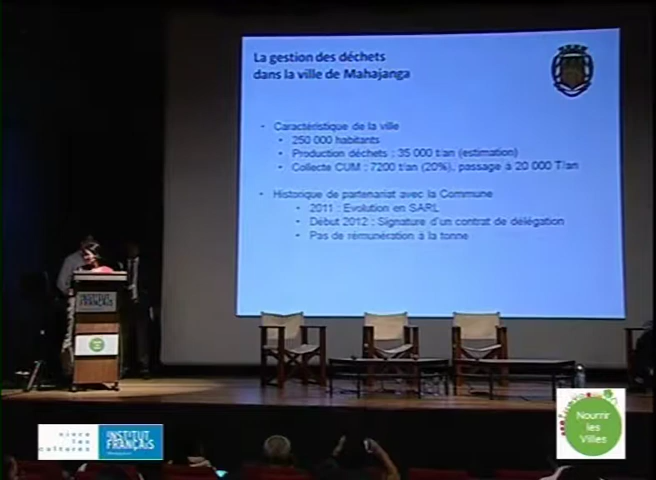 La gestion des déchets
dans la ville de Mahajanga
• Caractéristique de la ville
• 250 000 habitants
• Production déchets : 35 000 t/an (estimation)
• Collecte CUM : 7200 t/an (20%), passage à 20 000 T/an
• Historique de partenariat avec la Commune
• 2011 : Evolution en SARL
• Début 2012 : Signature d'un contrat de délégation
• Pas de rémunération à la tonne
INSTITUT
FRANÇAIS
INSTITUT
FRANÇAIS
Nourrir
les
Villes